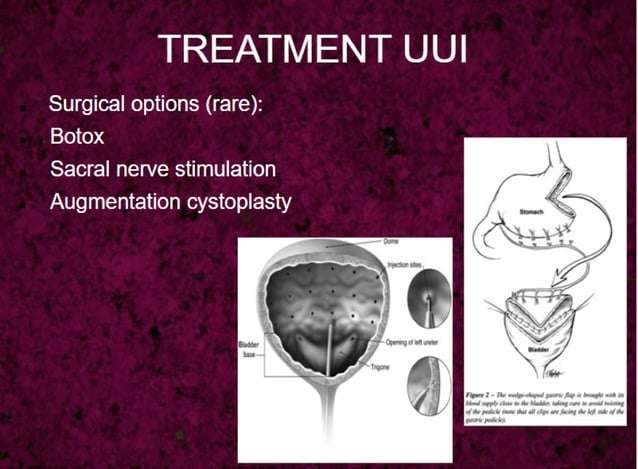 TREATMENT UUI
Surgical options (rare):
Botox
Sacral nerve stimulation
Augmentation cystoplasty
Dome
Injection sites
Bladder
base
Opening of left ureter
Trigone
Stomach
Bladder
Figure 2 – The wedge-shaped gastric flap is brought with its
blood supply close to the bladder, taking care to avoid twisting
of the pedicle (note that all clips are facing the left side of the
gastric pedicle).